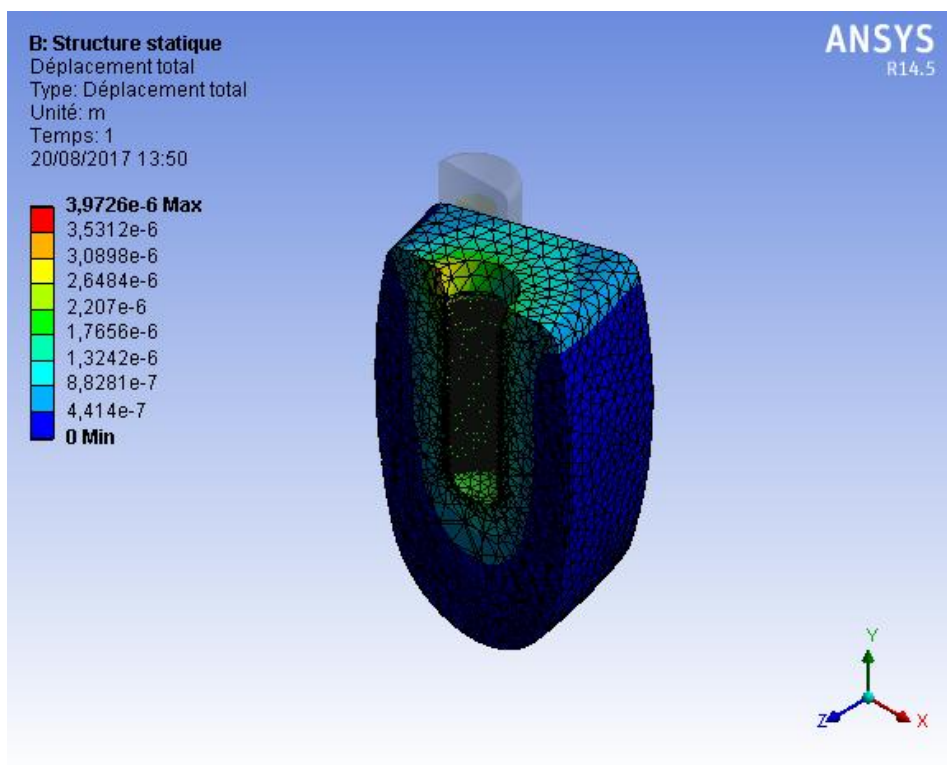 B: Structure statique
Déplacement total
Type: Déplacement total
Unité: m
Temps: 1
20/08/2017 13:50
3,9726e-6 Max
3,5312e-6
3,0898e-6
2,6484e-6
2,207e-6
1,7656e-6
1,3242e-6
8,8281e-7
4,414e-7
0 Min
ANSYS
R14.5
Y
Z
X